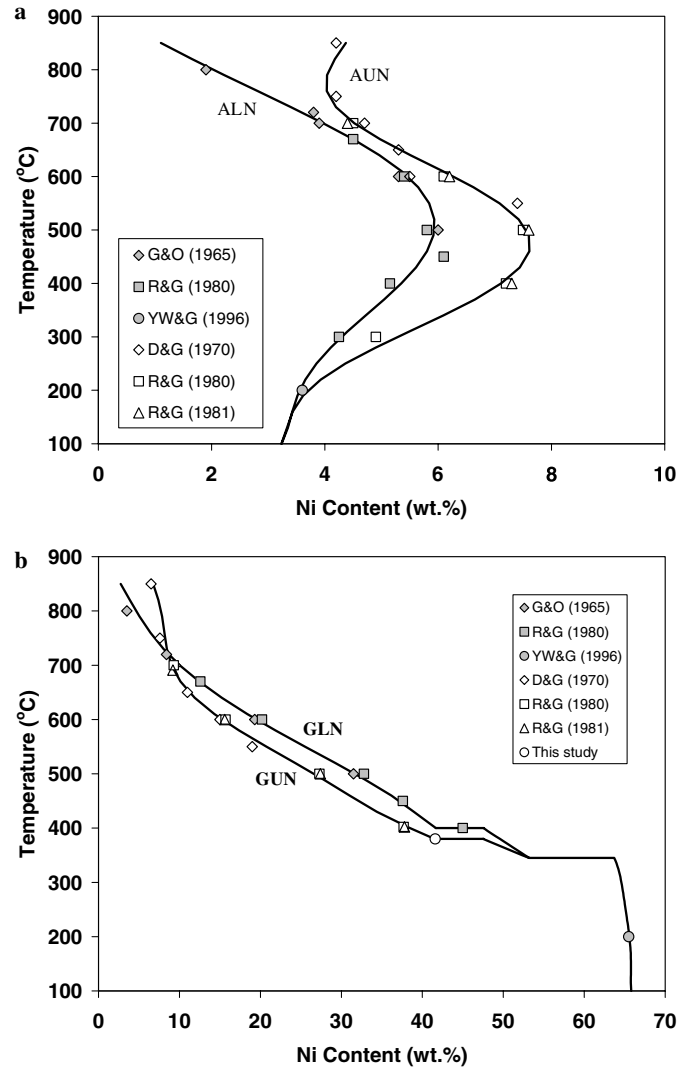 a
900
800
700
600
500
400
300
200
100
Temperature (°C)
ALN
AUN
G&O (1965)
R&G (1980)
YW&G (1996)
D&G (1970)
R&G (1980)
R&G (1981)
0 2 4 6 8 10
Ni Content (wt.%)
b
900
800
700
600
500
400
300
200
100
Temperature (°C)
GLN
GUN
G&O (1965)
R&G (1980)
YW&G (1996)
D&G (1970)
R&G (1980)
R&G (1981)
This study
0 10 20 30 40 50 60 70
Ni Content (wt.%)